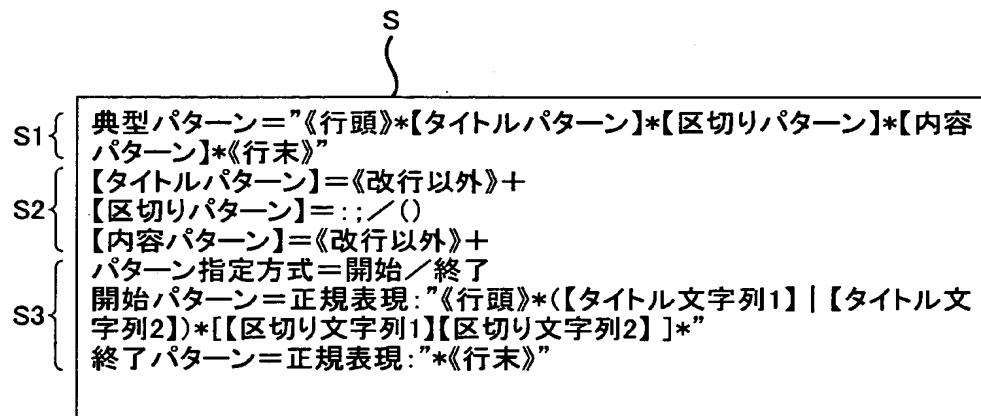 S
S1
典型パターン＝”《行頭》*【タイトルパターン】*【区切りパターン】*【内容
パターン】*《行末》”
S2
【タイトルパターン】＝《改行以外》＋
【区切りパターン】＝：；／（）
【内容パターン】＝《改行以外》＋
S3
パターン指定方式＝開始／終了
開始パターン＝正規表現：”《行頭》*(【タイトル文字列1】｜【タイトル文
字列2】)*[【区切り文字列1】【区切り文字列2】]*”
終了パターン＝正規表現：”*《行末》”